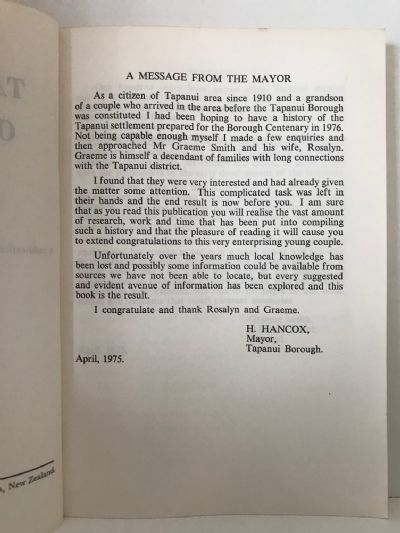 A MESSAGE FROM THE MAYOR
As a citizen of Tapanui area since 1910 and a grandson
of a couple who arrived in the area before the Tapanui Borough
was constituted I had been hoping to have a history of the
Tapanui settlement prepared for the Borough Centenary in 1976.
Not being capable enough myself I made a few enquiries and
then approached Mr Graeme Smith and his wife, Rosalyn.
Graeme is himself a decendant of families with long connections
with the Tapanui district.
I found that they were very interested and had already given
the matter some attention. This complicated task was left in
their hands and the end result is now before you. I am sure
that as you read this publication you will realise the vast amount
of research, work and time that has been put into compiling
such a history and that the pleasure of reading it will cause you
to extend congratulations to this very enterprising young couple.
Unfortunately over the years much local knowledge has
been lost and possibly some information could be available from
sources we have not been able to locate, but every suggested
and evident avenue of information has been explored and this
book is the result.
I congratulate and thank Rosalyn and Graeme.
H. HANCOX,
Mayor,
Tapanui Borough.
April, 1975.
New Zealand